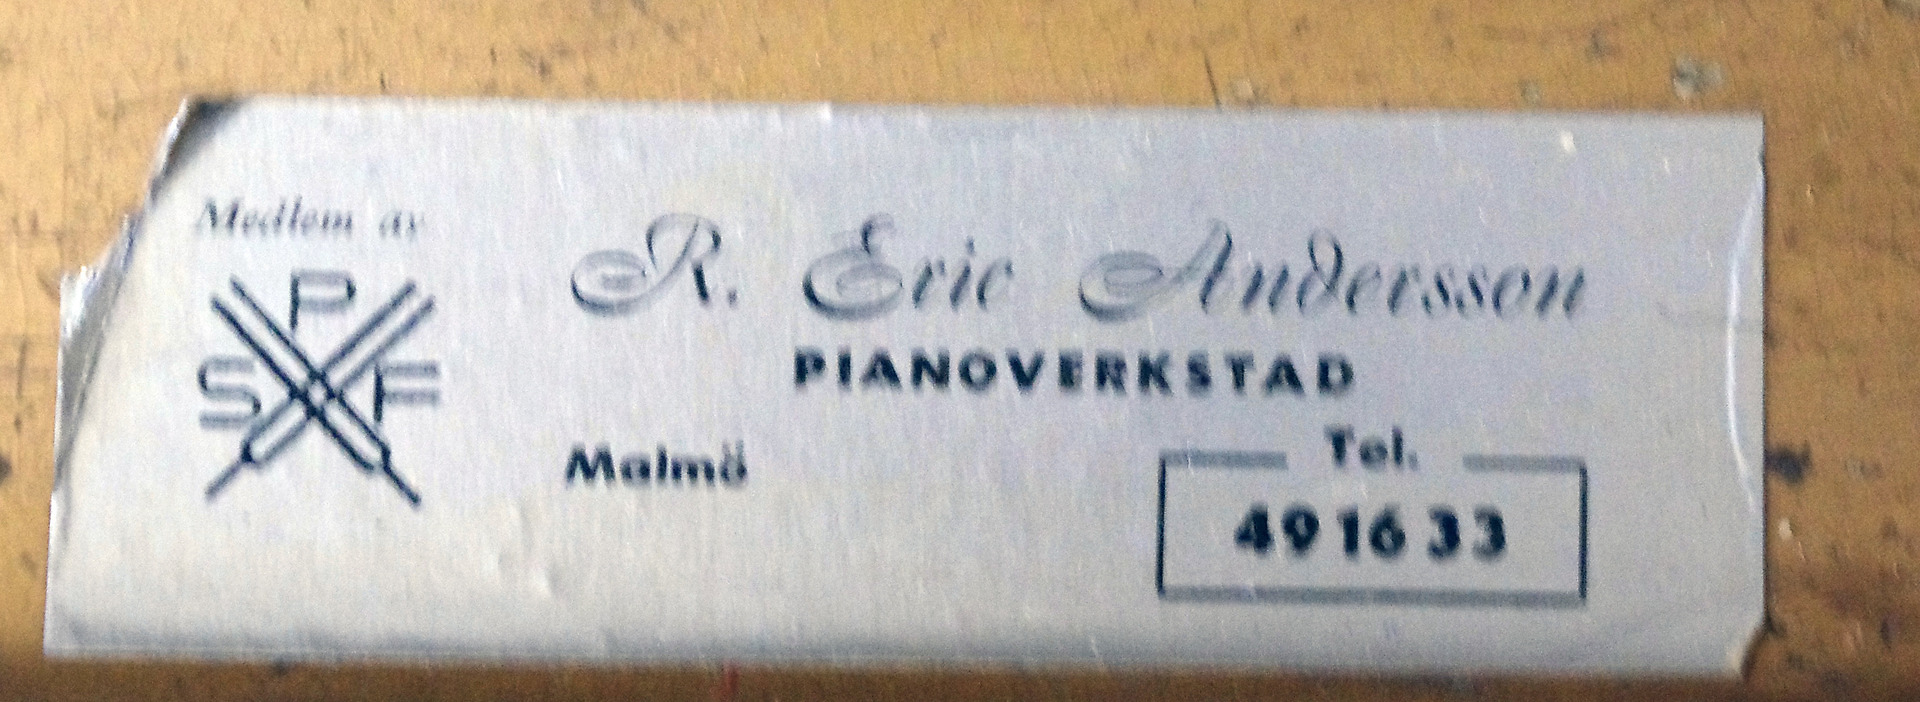 Medlem av
P
S F
R. Eric Andersson
PIANOVERKSTAD
Malmö
Tel.
49 16 33